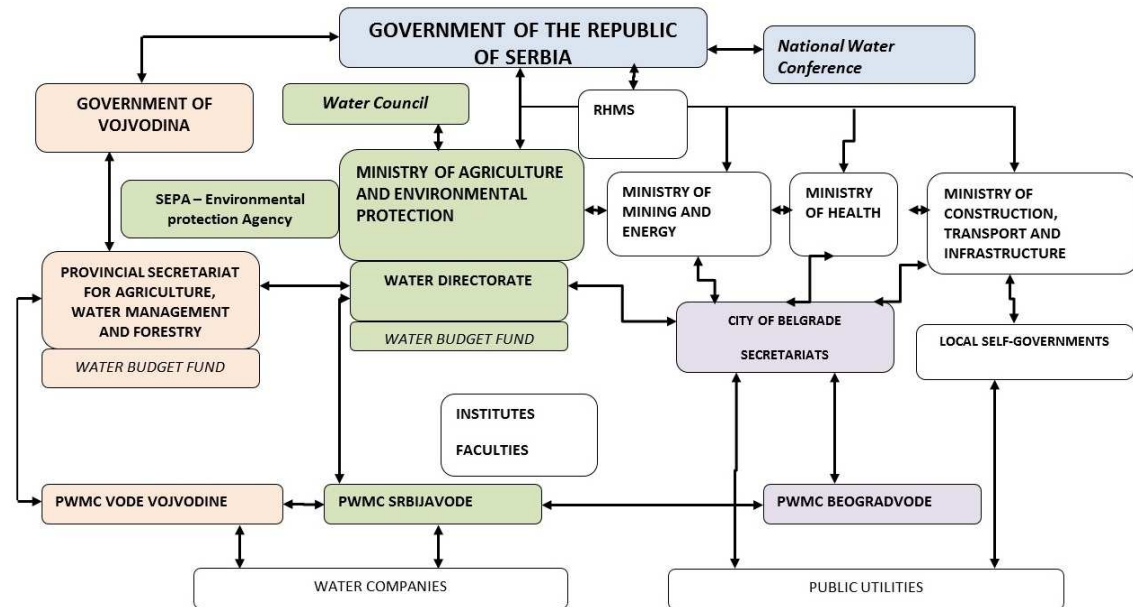 GOVERNMENT OF THE REPUBLIC
OF SERBIA
National Water
Conference
GOVERNMENT OF
VOJVODINA
Water Council
RHMS
SEPA – Environmental
protection Agency
MINISTRY OF AGRICULTURE
AND ENVIRONMENTAL
PROTECTION
MINISTRY OF
MINING AND
ENERGY
MINISTRY
OF HEALTH
MINISTRY OF
CONSTRUCTION,
TRANSPORT AND
INFRASTRUCTURE
PROVINCIAL SECRETARIAT
FOR AGRICULTURE,
WATER MANAGEMENT
AND FORESTRY
WATER BUDGET FUND
WATER DIRECTORATE
WATER BUDGET FUND
CITY OF BELGRADE
SECRETARIATS
LOCAL SELF-GOVERNMENTS
INSTITUTES
FACULTIES
PWMC VODE VOJVODINE
PWMC SRBIJAVODE
PWMC BEOGRADVODE
WATER COMPANIES
PUBLIC UTILITIES